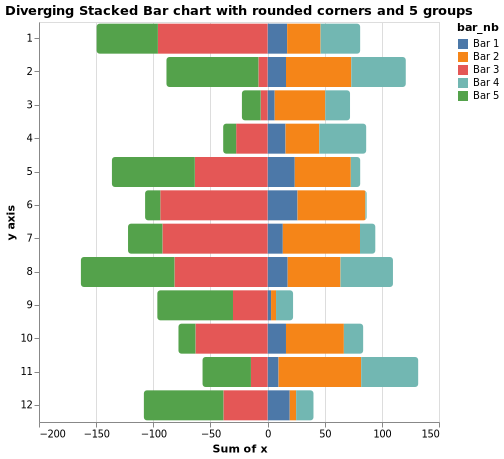 Diverging Stacked Bar chart with rounded corners and 5 groups
bar_nb
Bar 1
Bar 2
Bar 3
Bar 4
Bar 5
y axis
1
2
3
4
5
6
7
8
9
10
11
12
−200 −150 −100 −50 0 50 100 150
Sum of x